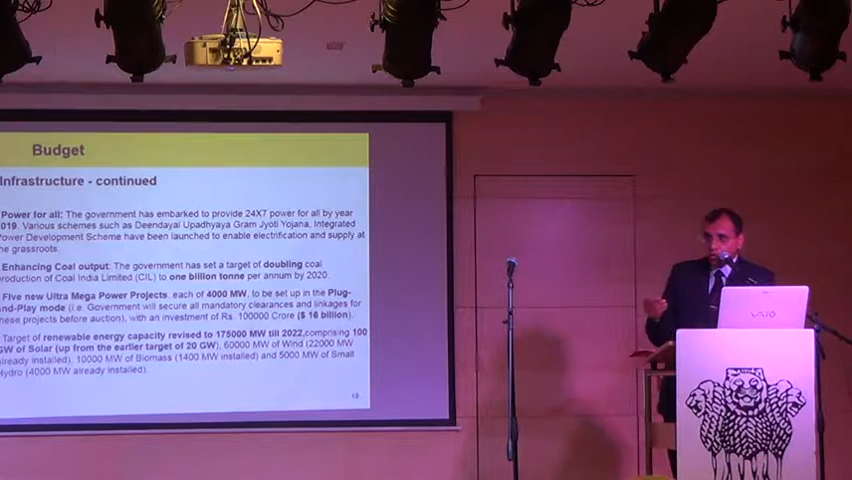 Budget
Infrastructure - continued
Power for all: The government has embarked to provide 24X7 power for all by year
019. Various schemes such as Deendayal Upadhyaya Gram Jyoti Yojana, Integrated
Power Development Scheme have been launched to enable electrification and supply at
he grassroots.
Enhancing Coal output: The government has set a target of doubling coal
production of Coal India Limited (CIL) to one billion tonne per annum by 2020.
Five new Ultra Mega Power Projects, each of 4000 MW, to be set up in the Plug-
and-Play mode (i.e. Government will secure all mandatory clearances and linkages for
these projects before auction), with an investment of Rs. 100000 Crore ($ 16 billion).
Target of renewable energy capacity revised to 175000 MW till 2022, comprising 100
GW of Solar (up from the earlier target of 20 GW), 60000 MW of Wind (22000 MW
already installed), 10000 MW of Biomass (1400 MW installed) and 5000 MW of Small
Hydro (4000 MW already installed).
19
VAIO